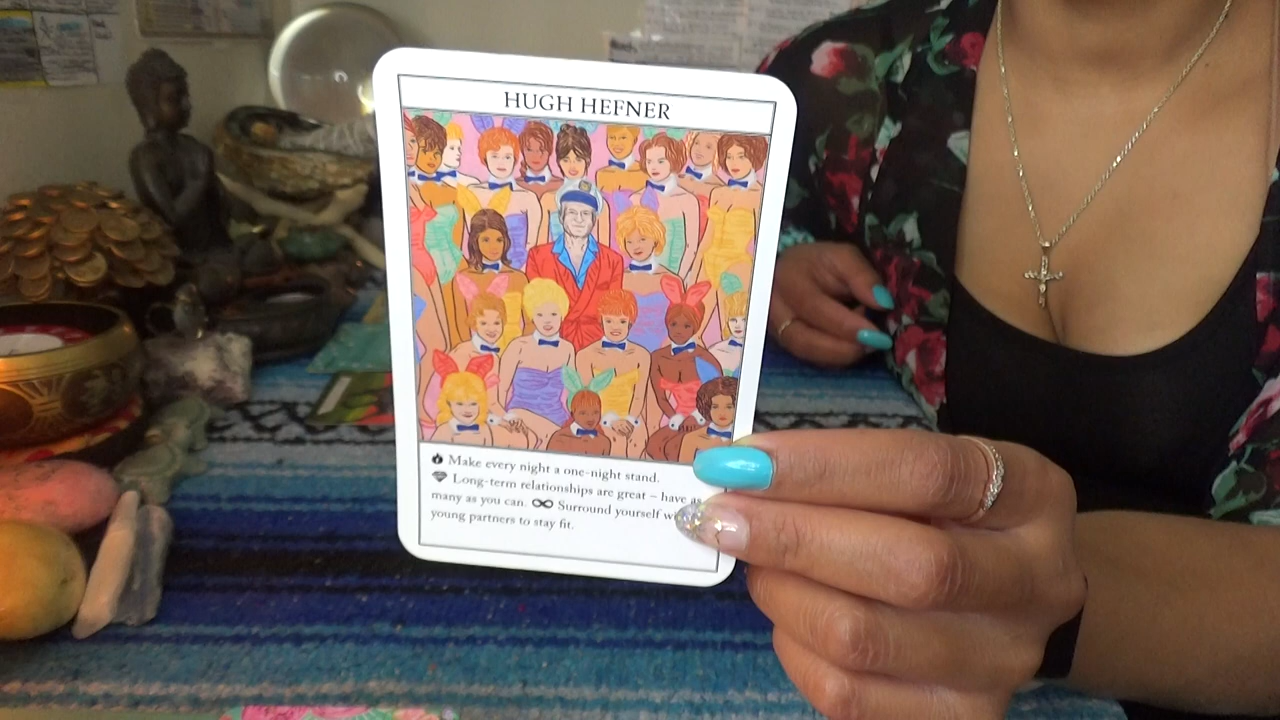 HUGH HEFNER
Make every night a one-night stand.
Long-term relationships are great – have as
many as you can. Surround yourself
young partners to stay fit.